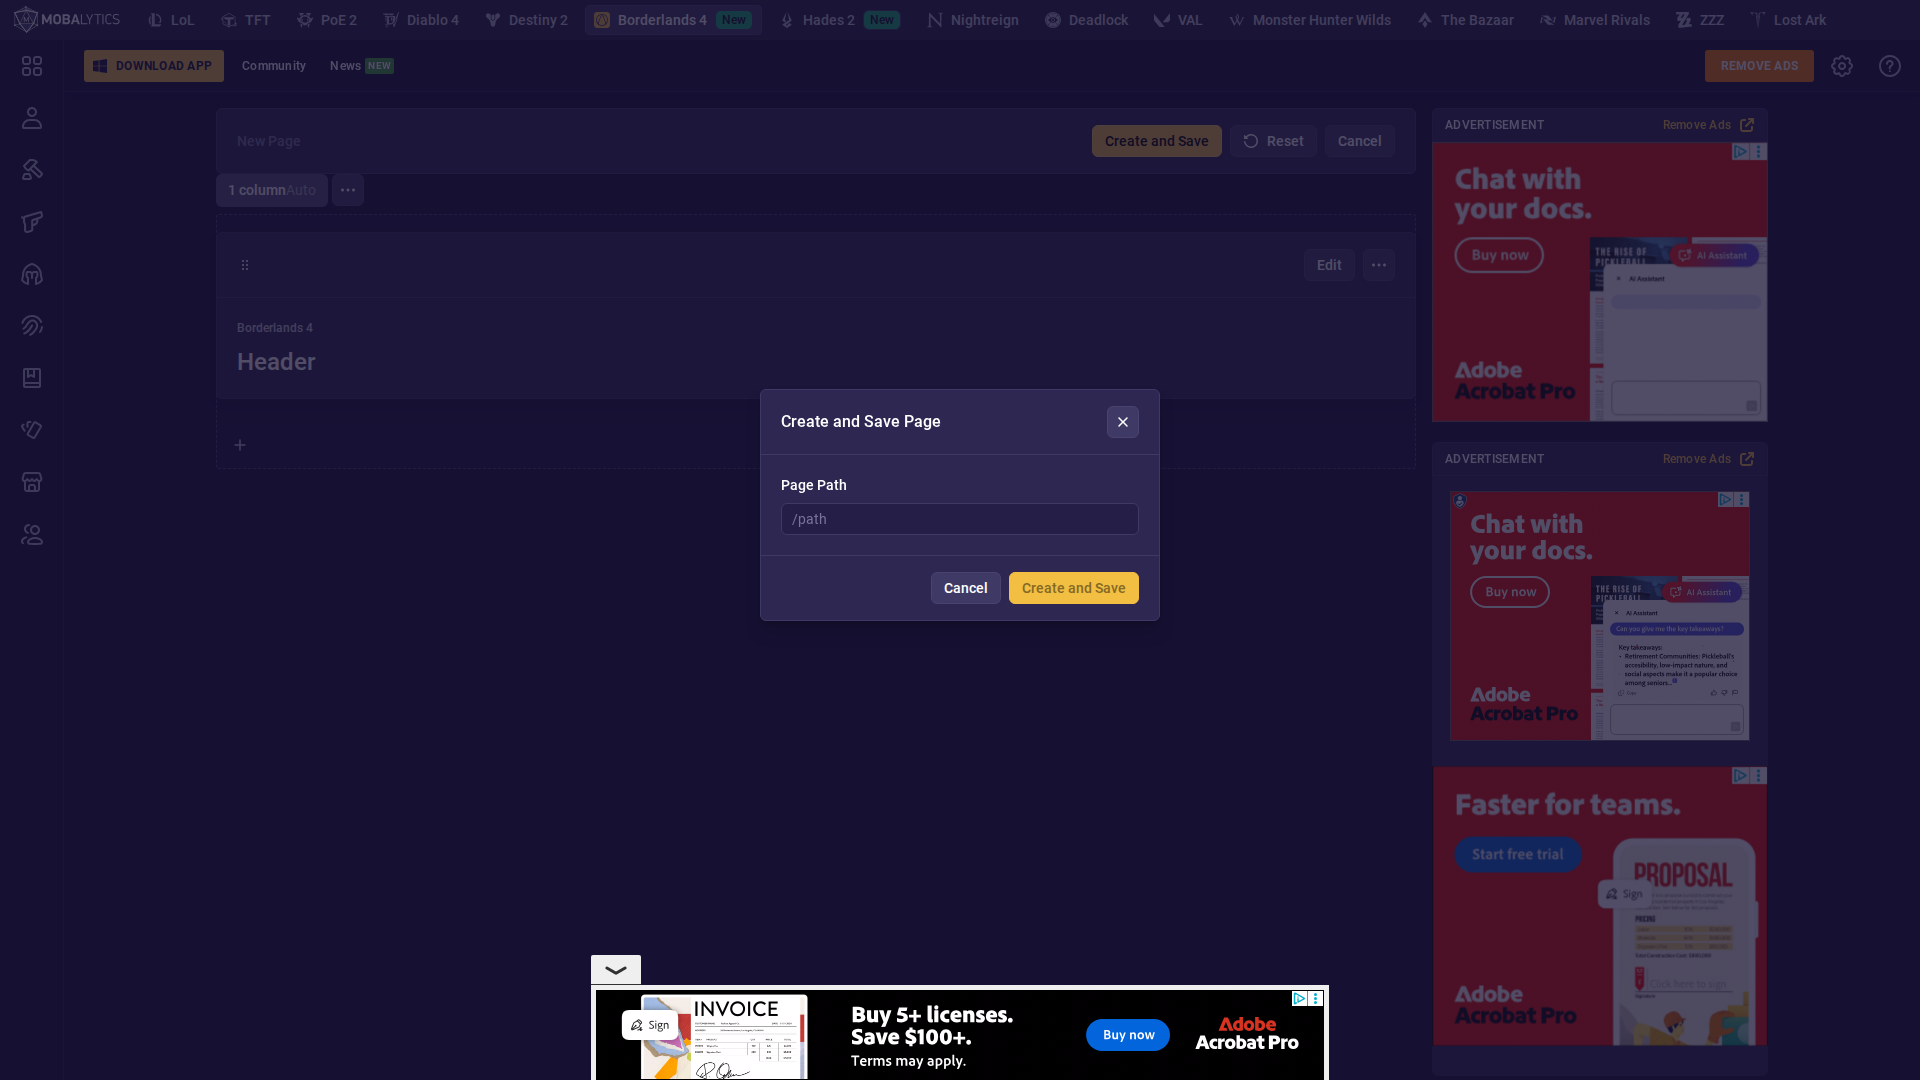 MOBALYTICS
LoL
TFT
PoE 2
Diablo 4
Destiny 2
Borderlands 4 New
Hades 2 New
Nightreign
Deadlock
VAL
Monster Hunter Wilds
The Bazaar
Marvel Rivals
ZZZ
Lost Ark
DOWNLOAD APP
Community
News NEW
REMOVE ADS
New Page
Create and Save
Reset
Cancel
1 columnAuto
Edit
Borderlands 4
Header
Create and Save Page
Page Path
/path
Cancel
Create and Save
ADVERTISEMENT
Remove Ads
Chat with
your docs.
Buy now
THE RISE OF
PICKLEBALL
AI Assistant
AI Assistant
Adobe
Acrobat Pro
ADVERTISEMENT
Remove Ads
Chat with
your docs.
Buy now
THE RISE OF
PICKLEBALL
AI Assistant
AI Assistant
Can you give me the key takeaways?
Key takeaways:
Retirement Communities: Pickleball's
accesibility, low-impact nature, and
social aspects make it a popular choice
among seniors...
Adobe
Acrobat Pro
Faster for teams.
Start free trial
PROPOSAL
Sign
PRICING
Click here to sign
Adobe
Acrobat Pro
INVOICE
Sign
Buy 5+ licenses.
Save $100+.
Terms may apply.
Buy now
Adobe
Acrobat Pro